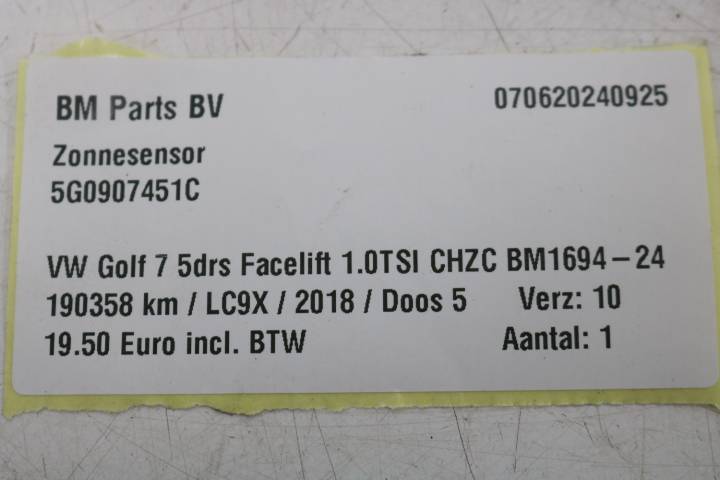 BM Parts BV 070620240925
Zonnesensor
5G0907451C
VW Golf 7 5drs Facelift 1.0TSI CHZC BM1694-24
190358 km / LC9X / 2018 / Doos 5 Verz: 10
19.50 Euro incl. BTW Aantal: 1